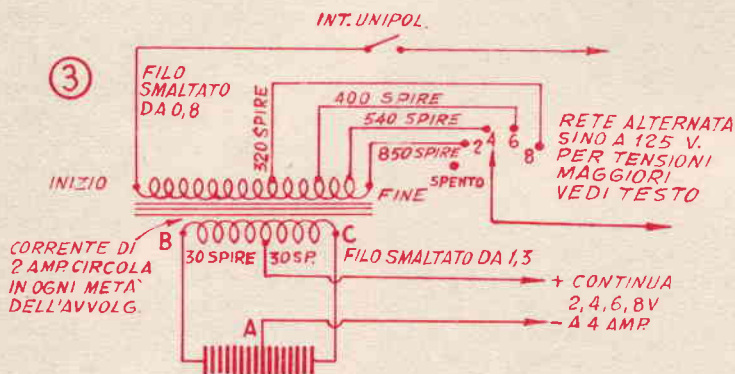 INT. UNIPOL.
3
FILO
SMALTATO
DA 0,8
320 SPIRE
400 SPIRE
540 SPIRE
850 SPIRE
2
4
6
8
SPENTO
RETE ALTERNATA
SINO A 125 V.
PER TENSIONI
MAGGIORI
VEDI TESTO
INIZIO
FINE
CORRENTE DI
2 AMP. CIRCOLA
IN OGNI METÀ
DELL'AVVOLG.
B
C
30 SPIRE
30 SP.
FILO SMALTATO DA 1,3
+ CONTINUA
2,4,6,8V
- A 4 AMP.
A